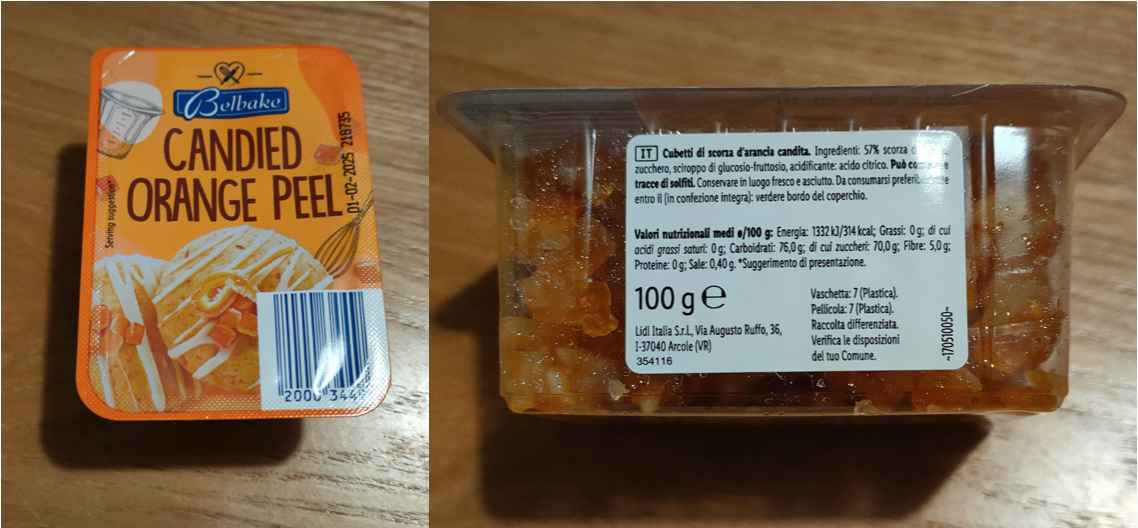 Belbake
CANDIED
ORANGE PEEL
01-02-2025 218735
Serving suggestion*
2000 344
IT Cubetti di scorza d'arancia candita. Ingredienti: 57% scorza
zucchero, sciroppo di glucosio-fruttosio, acidificante: acido citrico. Può
tracce di solfiti. Conservare in luogo fresco e asciutto. Da consumarsi
entro il (in confezione integra): verdere bordo del coperchio.
Valori nutrizionali medi ø/100 g: Energia: 1332 kJ/314 kcal; Grassi: 0 g; di cui
acidi grassi saturi: 0 g; Carboidrati: 76,0 g; di cui zuccheri: 70,0 g; Fibre: 5,0 g;
Proteine: 0 g; Sale: 0,40 g. *Suggerimento di presentazione.
100 g ℮
Lidl Italia S.r.L, Via Augusto Ruffo, 36,
I-37040 Arcole (VR)
354116
Vaschetta: 7 (Plastica).
Pellicola: 7 (Plastica).
Raccolta differenziata.
Verifica le disposizioni
del tuo Comune.
~170510050~